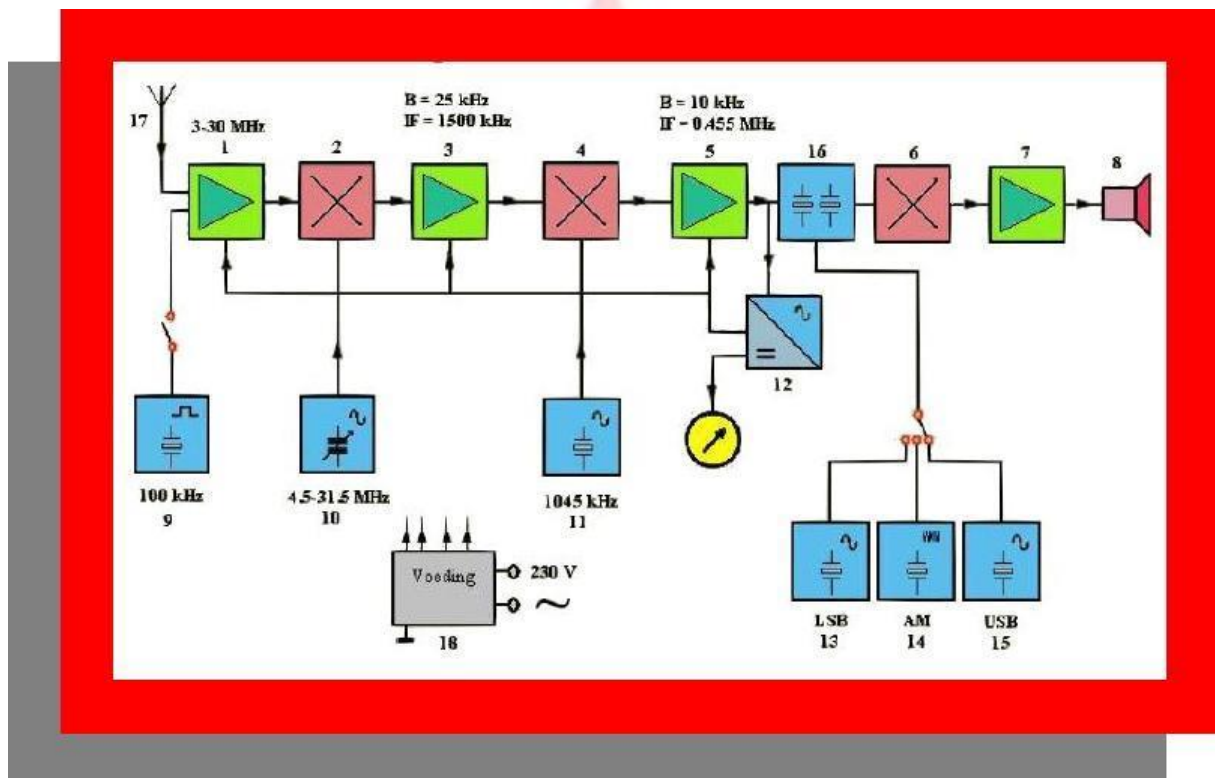 17
3-30 MHz
1
2
B = 25 kHz
IF = 1500 kHz
3
4
B = 10 kHz
IF = 0.455 MHz
5
16
6
7
8
12
100 kHz
9
4.5-31.5 MHz
10
1045 kHz
11
Voeding
230 V
18
LSB
13
AM
14
USB
15